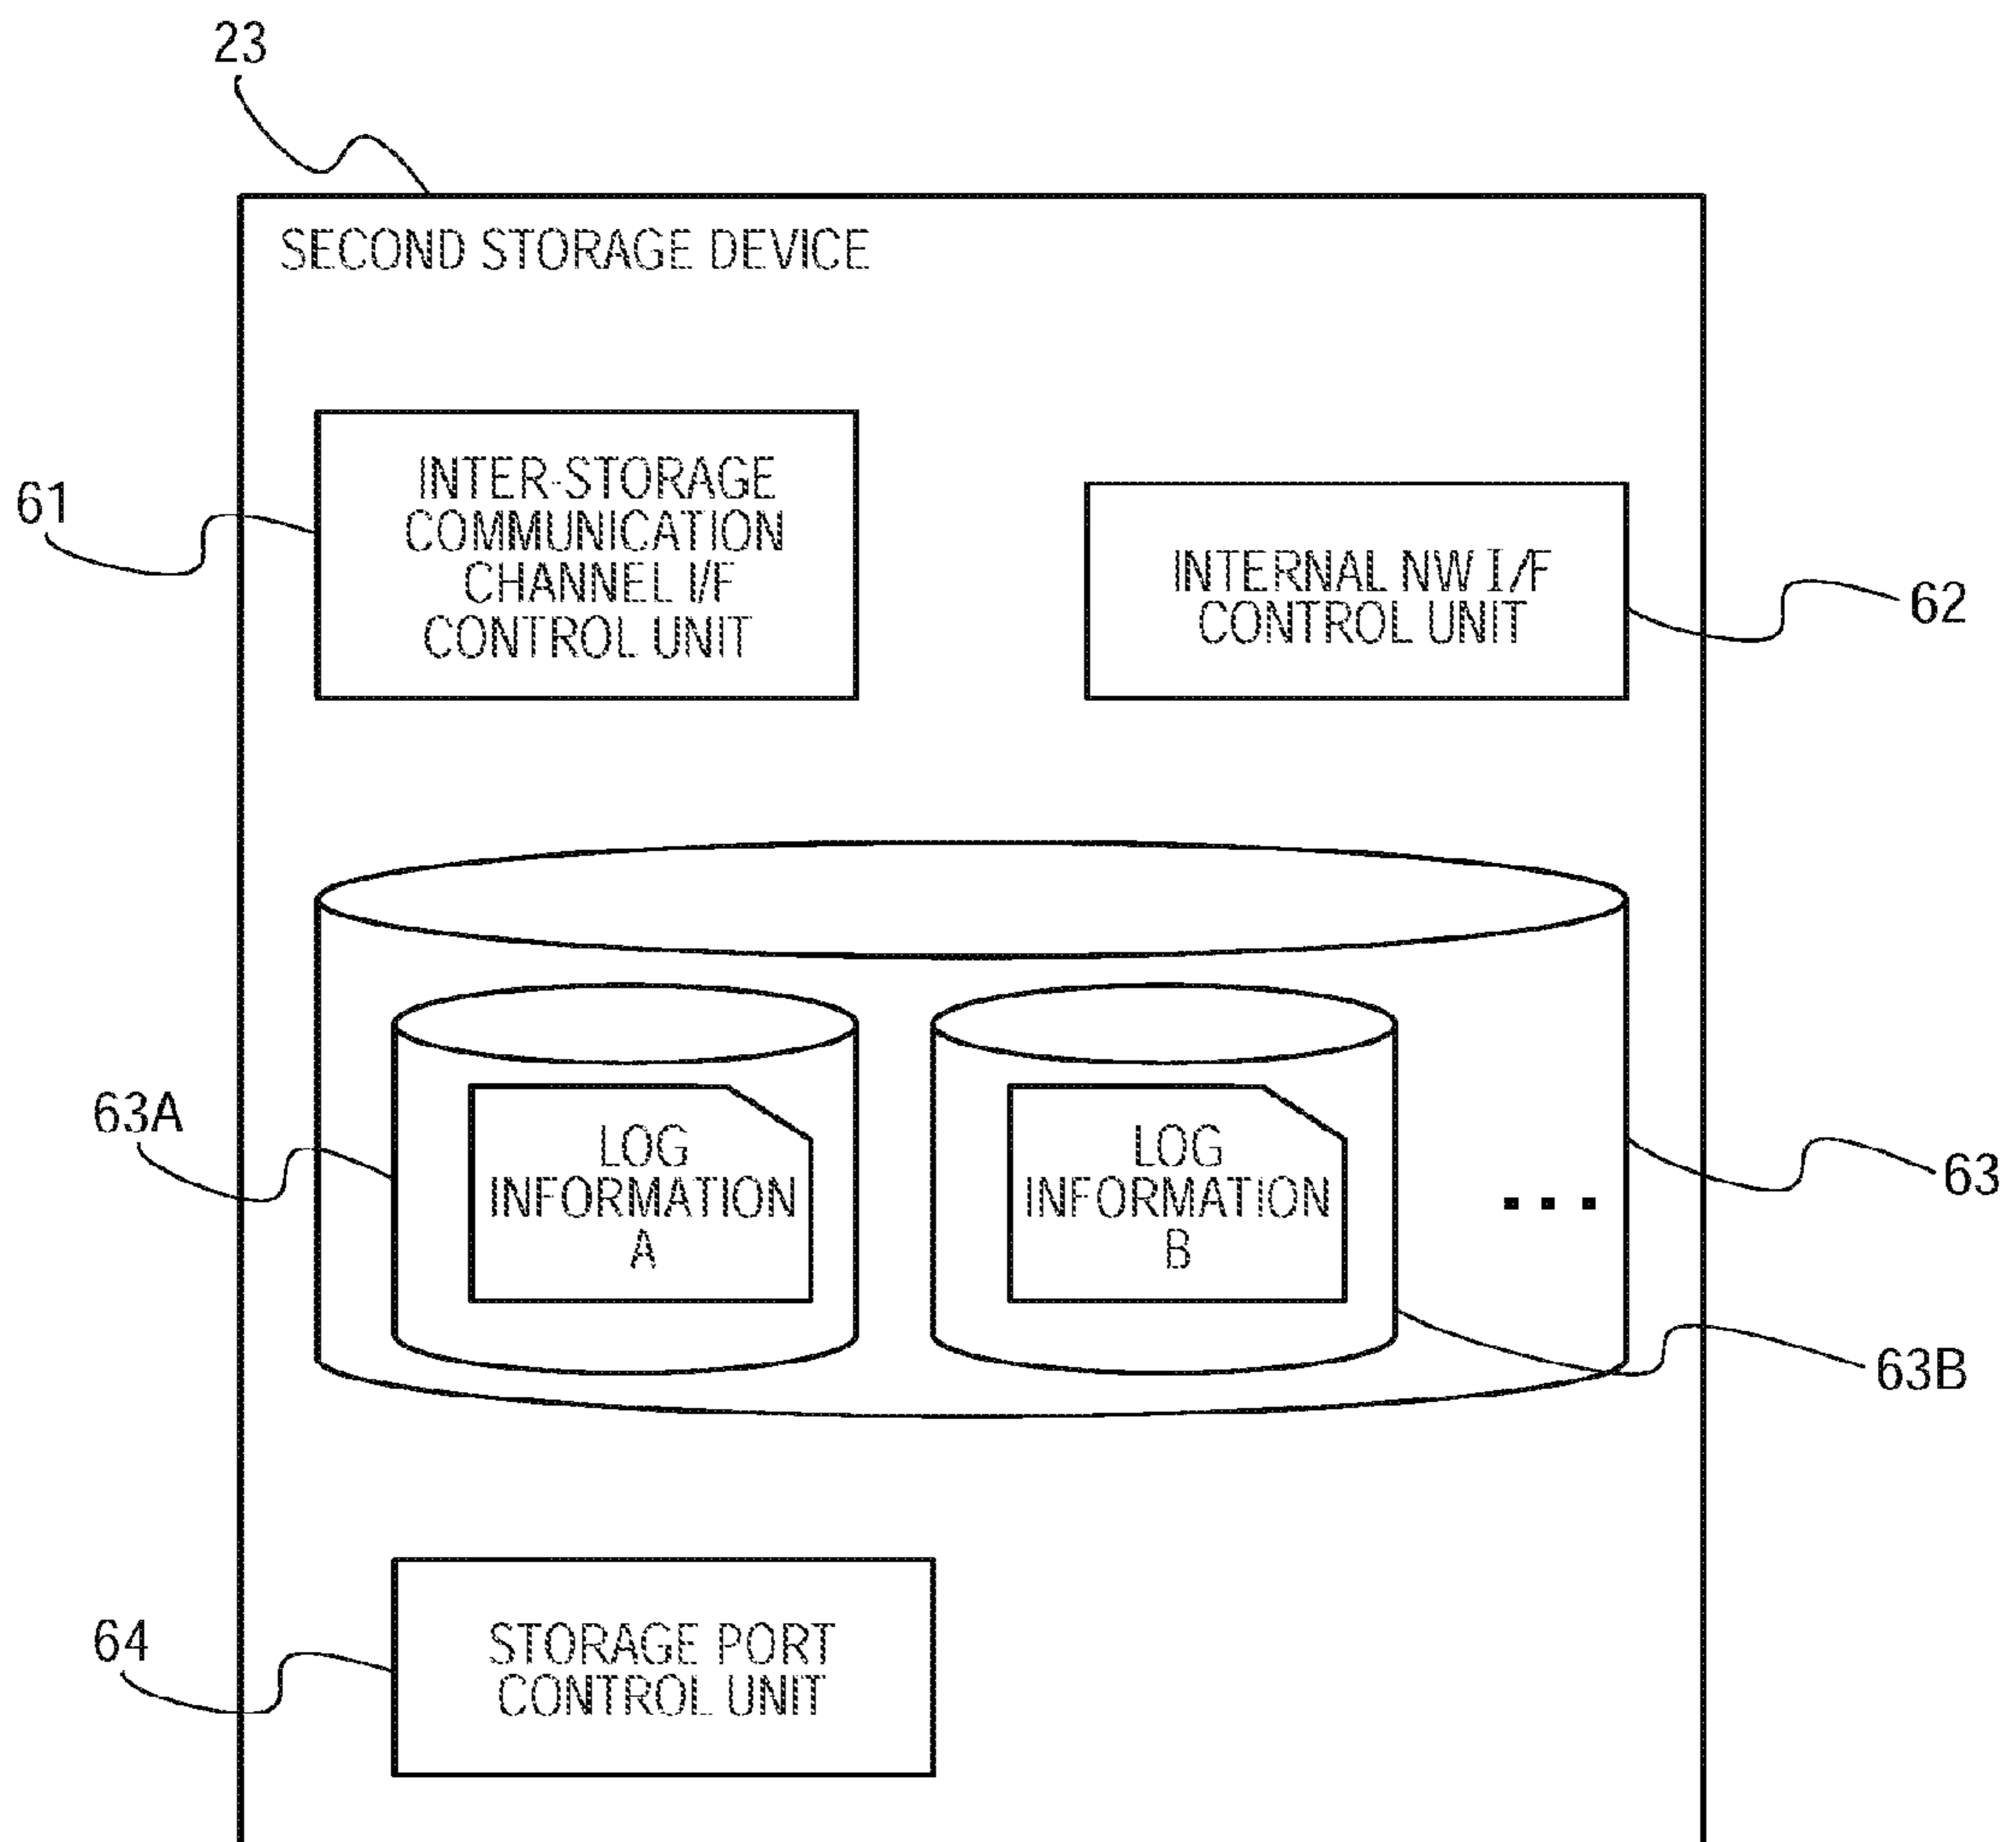 23
SECOND STORAGE DEVICE
61
INTER-STORAGE
COMMUNICATION
CHANNEL I/F
CONTROL UNIT
INTERNAL NW I/F
CONTROL UNIT
62
63A
LOG
INFORMATION
A
LOG
INFORMATION
B
...
63
63B
64
STORAGE PORT
CONTROL UNIT